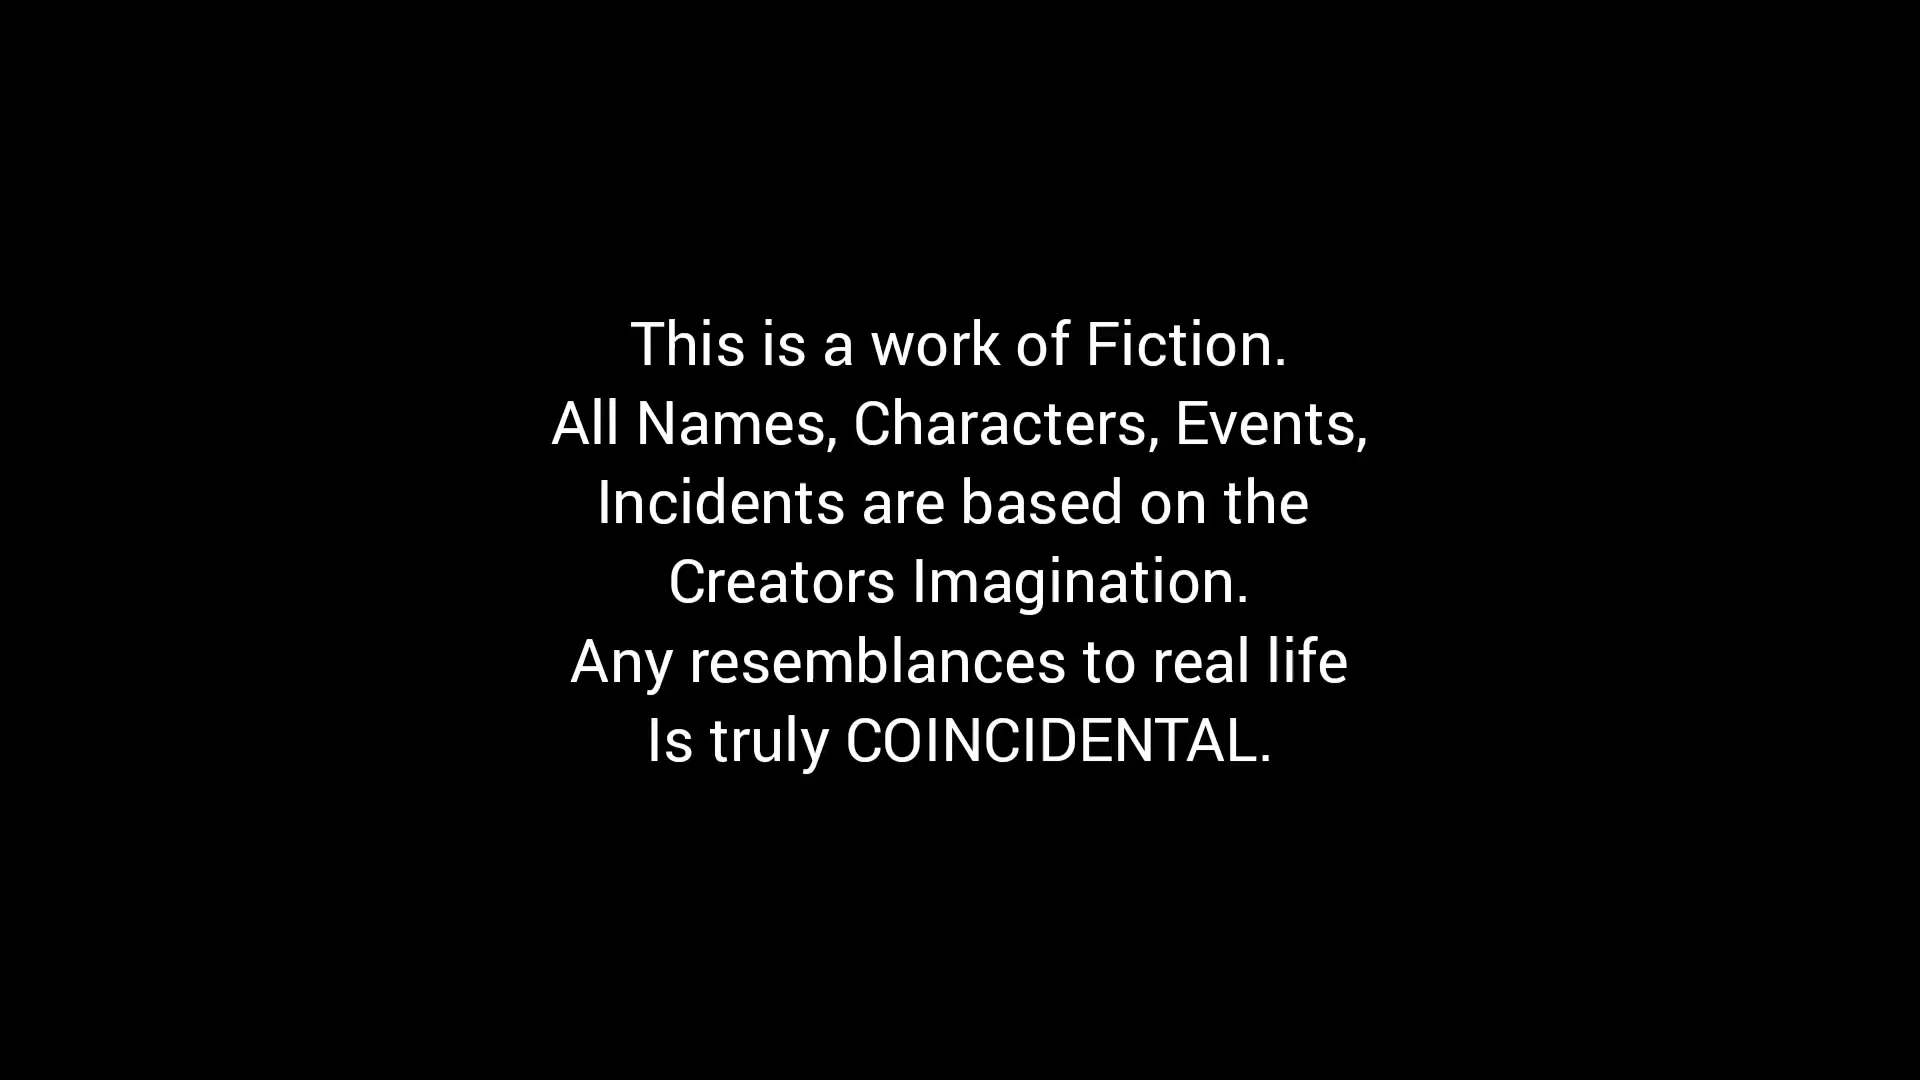 This is a work of Fiction.
All Names, Characters, Events,
Incidents are based on the
Creators Imagination.
Any resemblances to real life
Is truly COINCIDENTAL.